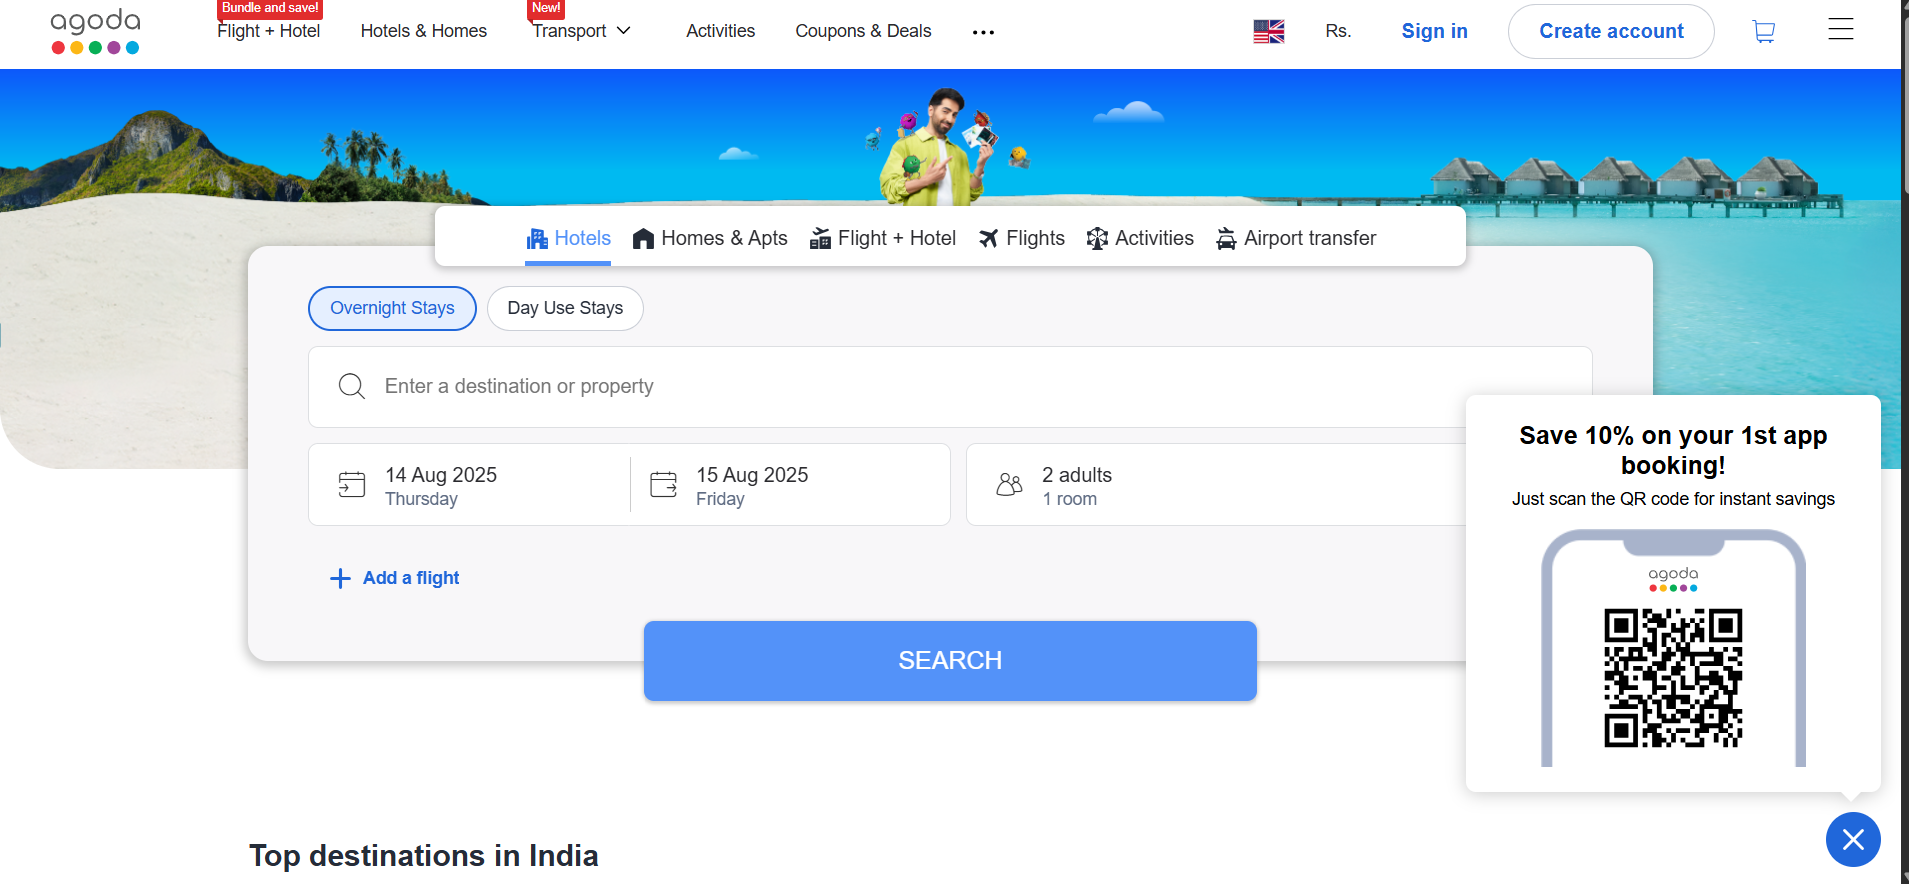 agoda
Bundle and save!
Flight + Hotel
Hotels & Homes
New!
Transport
Activities
Coupons & Deals
Rs.
Sign in
Create account
Hotels
Homes & Apts
Flight + Hotel
Flights
Activities
Airport transfer
Overnight Stays
Day Use Stays
Enter a destination or property
14 Aug 2025
Thursday
15 Aug 2025
Friday
2 adults
1 room
Add a flight
SEARCH
Save 10% on your 1st app
booking!
Just scan the QR code for instant savings
agoda
Top destinations in India